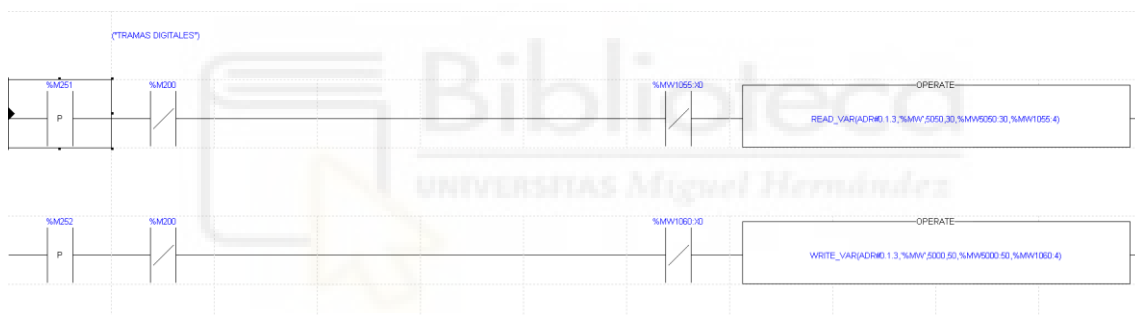 ("TRAMAS DIGITALES")
%M251 %M200 %MW1055:X0 OPERATE
P READ_VAR(ADR#0.1.3,'%MW',5050,30,%MW5050:30,%MW1055:4)
Biblioteca
UNIVERSITAS Miguel Hernández
%M252 %M200 %MW1060:X0 OPERATE
P WRITE_VAR(ADR#0.1.3,'%MW',5000,50,%MW5000:50,%MW1060:4)